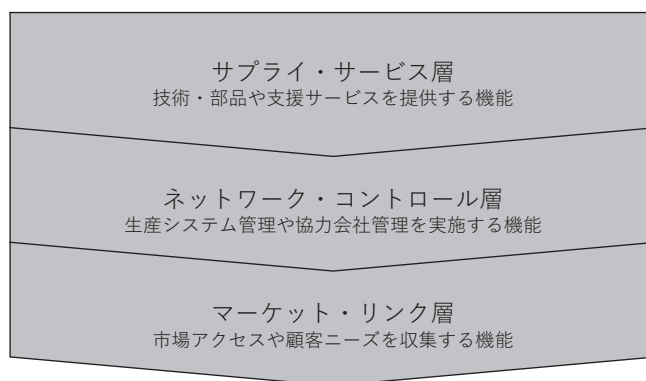 サプライ・サービス層
技術・部品や支援サービスを提供する機能
ネットワーク・コントロール層
生産システム管理や協力会社管理を実施する機能
マーケット・リンク層
市場アクセスや顧客ニーズを収集する機能